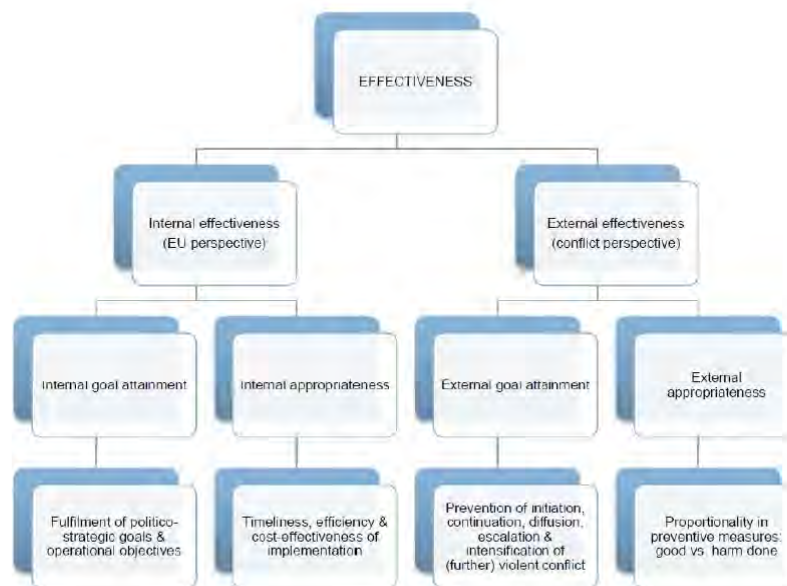 EFFECTIVENESS
Internal effectiveness
(EU perspective)
External effectiveness
(conflict perspective)
Internal goal attainment
Internal appropriateness
External goal attainment
External
appropriateness
Fulfilment of politico-
strategic goals &
operational objectives
Timeliness, efficiency &
cost-effectiveness of
implementation
Prevention of initiation,
continuation, diffusion,
escalation &
intensification of
(further) violent conflict
Proportionality in
preventive measures:
good vs. harm done